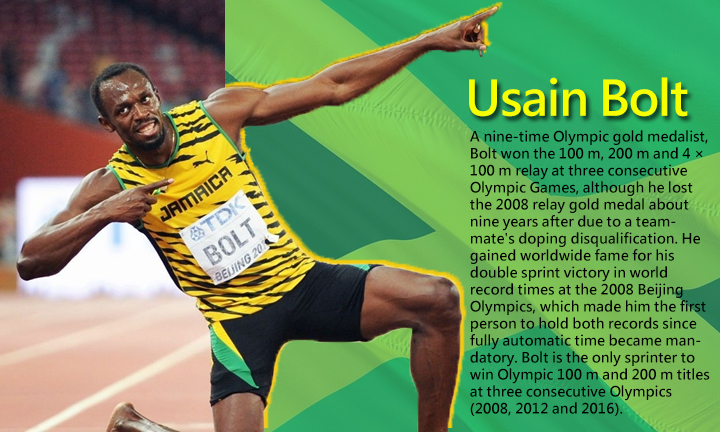 Usain Bolt
A nine-time Olympic gold medalist,
Bolt won the 100 m, 200 m and 4 ×
100 m relay at three consecutive
Olympic Games, although he lost
the 2008 relay gold medal about
nine years after due to a team-
mate's doping disqualification. He
gained worldwide fame for his
double sprint victory in world
record times at the 2008 Beijing
Olympics, which made him the first
person to hold both records since
fully automatic time became man-
datory. Bolt is the only sprinter to
win Olympic 100 m and 200 m titles
at three consecutive Olympics
(2008, 2012 and 2016).
JAMAICA
TDK
BOLT
BEIJING